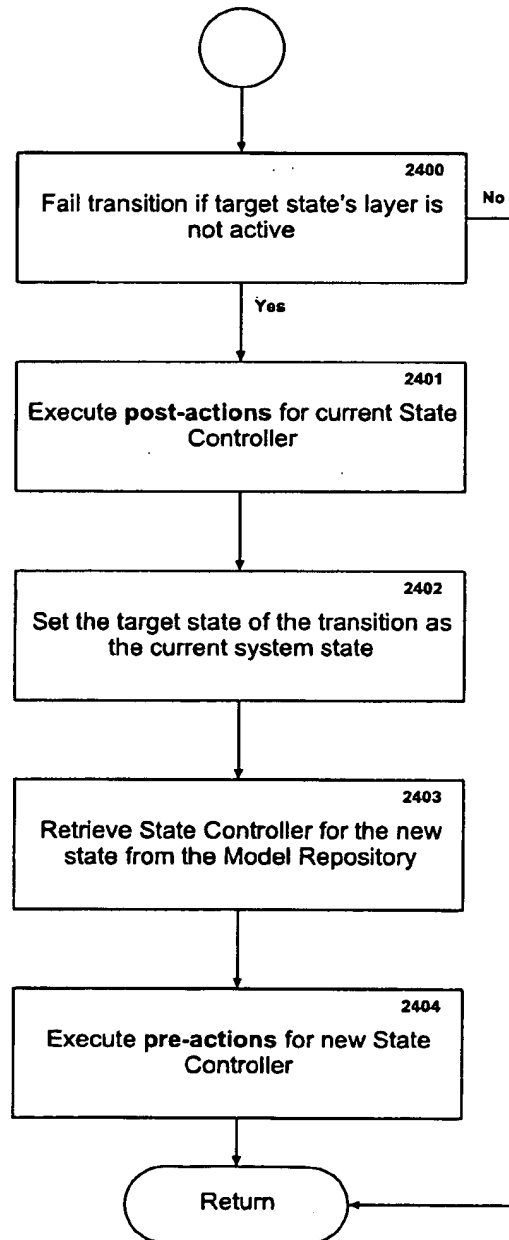 2400
Fail transition if target state's layer is
not active
No
Yes
2401
Execute post-actions for current State
Controller
2402
Set the target state of the transition as
the current system state
2403
Retrieve State Controller for the new
state from the Model Repository
2404
Execute pre-actions for new State
Controller
Return